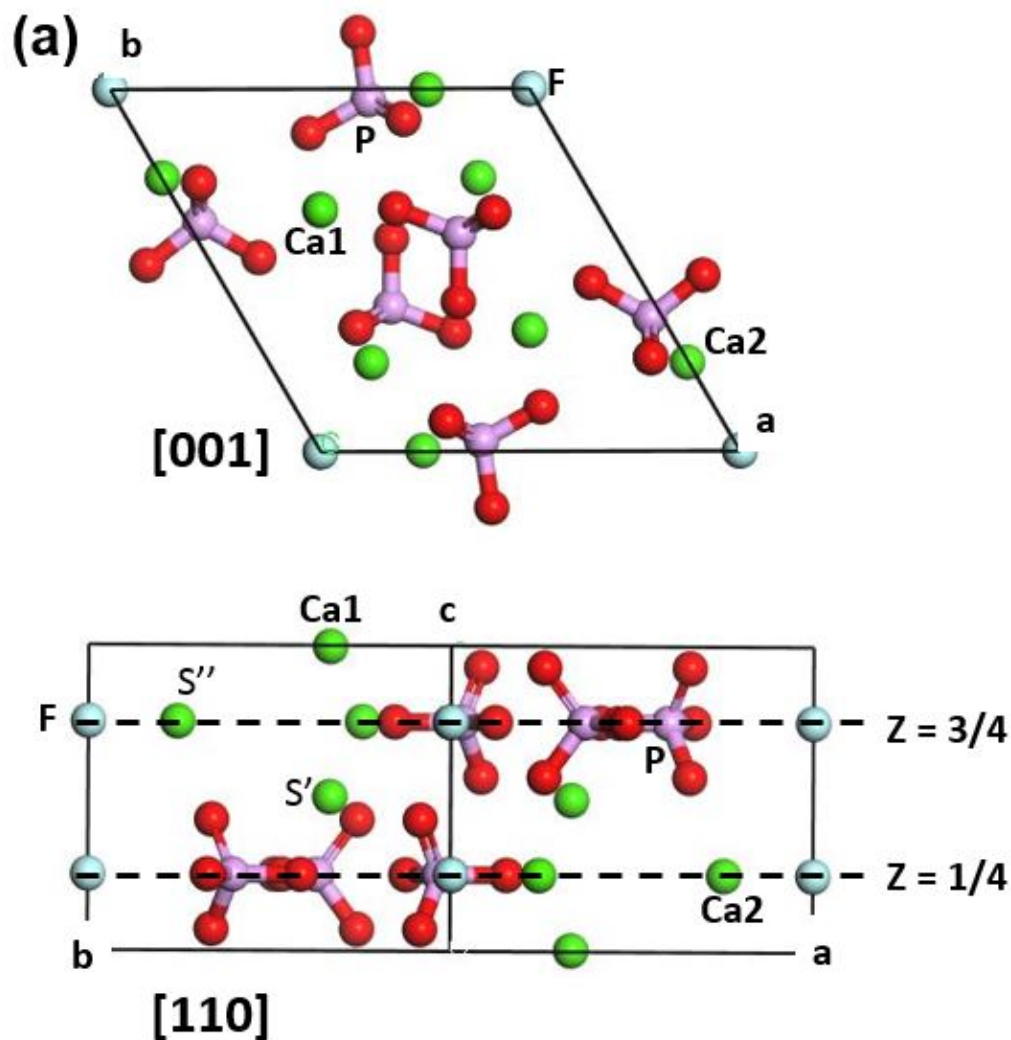 (a)
b
F
P
Ca1
Ca2
a
[001]
Ca1
c
S''
F
Z = 3/4
P
S'
Z = 1/4
Ca2
b
a
[110]